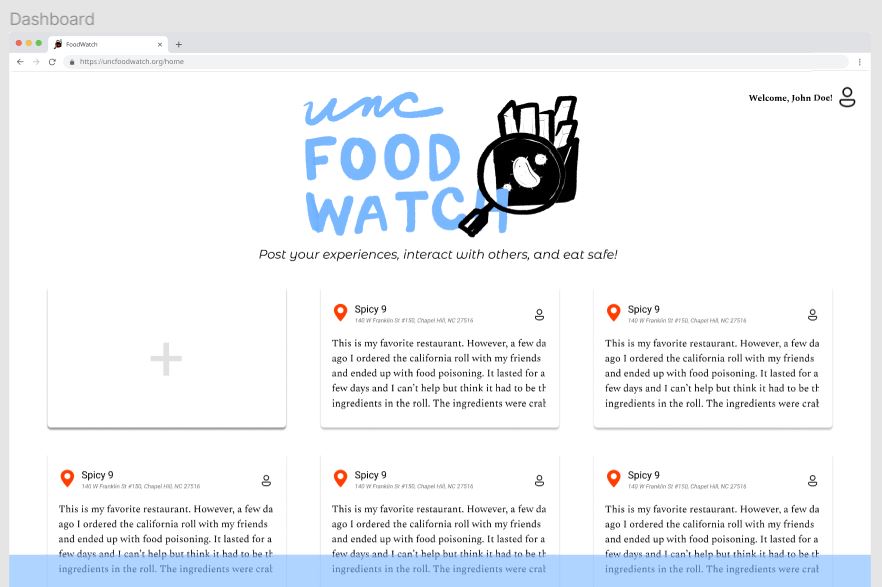 Dashboard
FoodWatch
https://uncfoodwatch.org/home
Welcome, John Doe!
unc
FOOD
WATCH
Post your experiences, interact with others, and eat safe!
Spicy 9
140 W Franklin St #150, Chapel Hill, NC 27516
This is my favorite restaurant. However, a few da
ago I ordered the california roll with my friends
and ended up with food poisoning. It lasted for a
few days and I can't help but think it had to be th
ingredients in the roll. The ingredients were crab
Spicy 9
140 W Franklin St #150, Chapel Hill, NC 27516
This is my favorite restaurant. However, a few da
ago I ordered the california roll with my friends
and ended up with food poisoning. It lasted for a
few days and I can't help but think it had to be th
ingredients in the roll. The ingredients were crab
Spicy 9
140 W Franklin St #150, Chapel Hill, NC 27516
This is my favorite restaurant. However, a few da
ago I ordered the california roll with my friends
and ended up with food poisoning. It lasted for a
few days and I can't help but think it had to be th
ingredients in the roll. The ingredients were crab
Spicy 9
140 W Franklin St #150, Chapel Hill, NC 27516
This is my favorite restaurant. However, a few da
ago I ordered the california roll with my friends
and ended up with food poisoning. It lasted for a
few days and I can't help but think it had to be th
ingredients in the roll. The ingredients were crab
Spicy 9
140 W Franklin St #150, Chapel Hill, NC 27516
This is my favorite restaurant. However, a few da
ago I ordered the california roll with my friends
and ended up with food poisoning. It lasted for a
few days and I can't help but think it had to be th
ingredients in the roll. The ingredients were crab